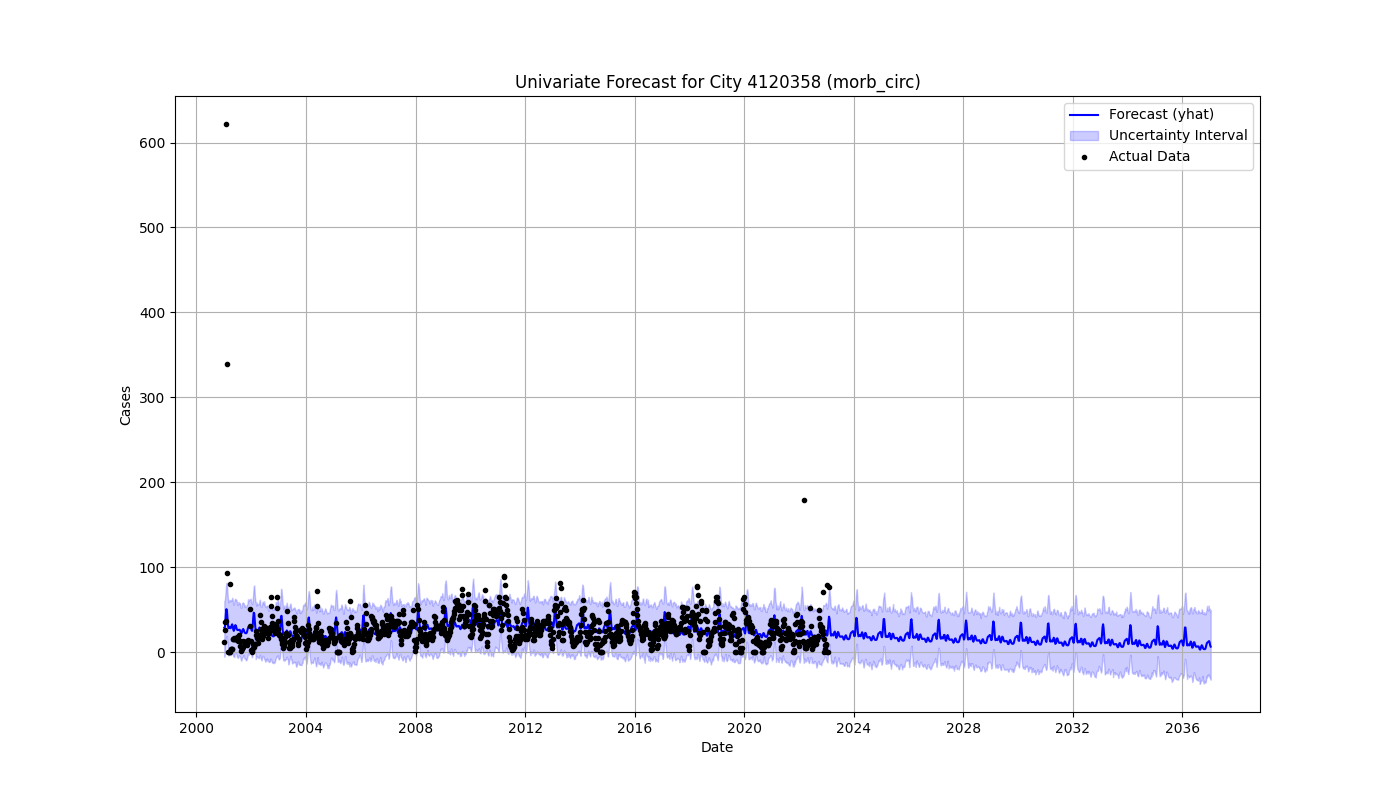 Univariate Forecast for City 4120358 (morb_circ)
Forecast (yhat)
Uncertainty Interval
Actual Data
600
500
400
300
200
100
0
Cases
2000 2004 2008 2012 2016 2020 2024 2028 2032 2036
Date